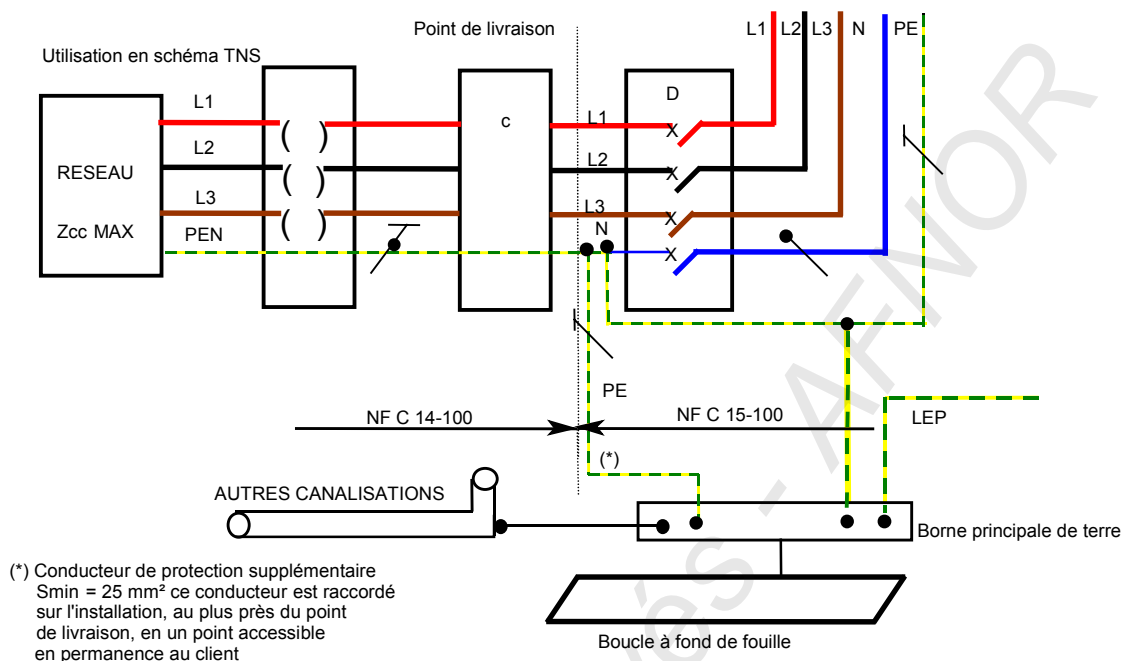 L1 L2 L3 N PE
Point de livraison
Utilisation en schéma TNS
D
L1
c
L1
( )
X
L2
L2
RESEAU
( )
X
L3
L3
Zcc MAX
( )
X
PEN
N
X
PE
NF C 14-100
NF C 15-100
LEP
(*)
AUTRES CANALISATIONS
Borne principale de terre
(*) Conducteur de protection supplémentaire
Smin = 25 mm² ce conducteur est raccordé
sur l'installation, au plus près du point
de livraison, en un point accessible
en permanence au client
Boucle à fond de fouille
és - AFNOR